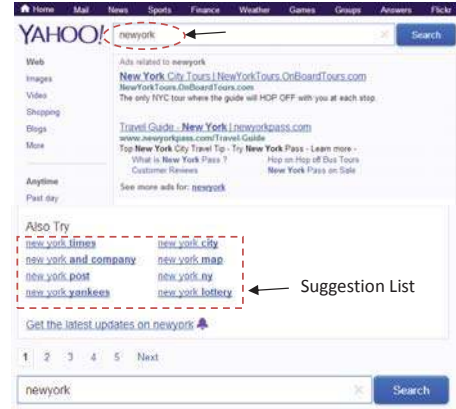 Home Mail News Sports Finance Weather Games Groups Answers Flickr
YAHOO! newyork Search
Web
Images
Video
Shopping
Blogs
More
Anytime
Past day
Ads related to newyork
New York City Tours | NewYorkTours.OnBoardTours.com
NewYorkTours.OnBoardTours.com
The only NYC tour where the guide will HOP OFF with you at each stop.
Travel Guide - New York | newyorkpass.com
www.newyorkpass.com/Travel-Guide
Top New York City Travel Tip - Try New York Pass - Learn more -
What is New York Pass ? Hop on Hop off Bus Tours
Customer Reviews New York Pass on Sale
See more ads for: newyork
Also Try
new york times new york city
new york and company new york map
new york post new york ny
new york yankees new york lottery
Suggestion List
Get the latest updates on newyork
1 2 3 4 5 Next
newyork Search